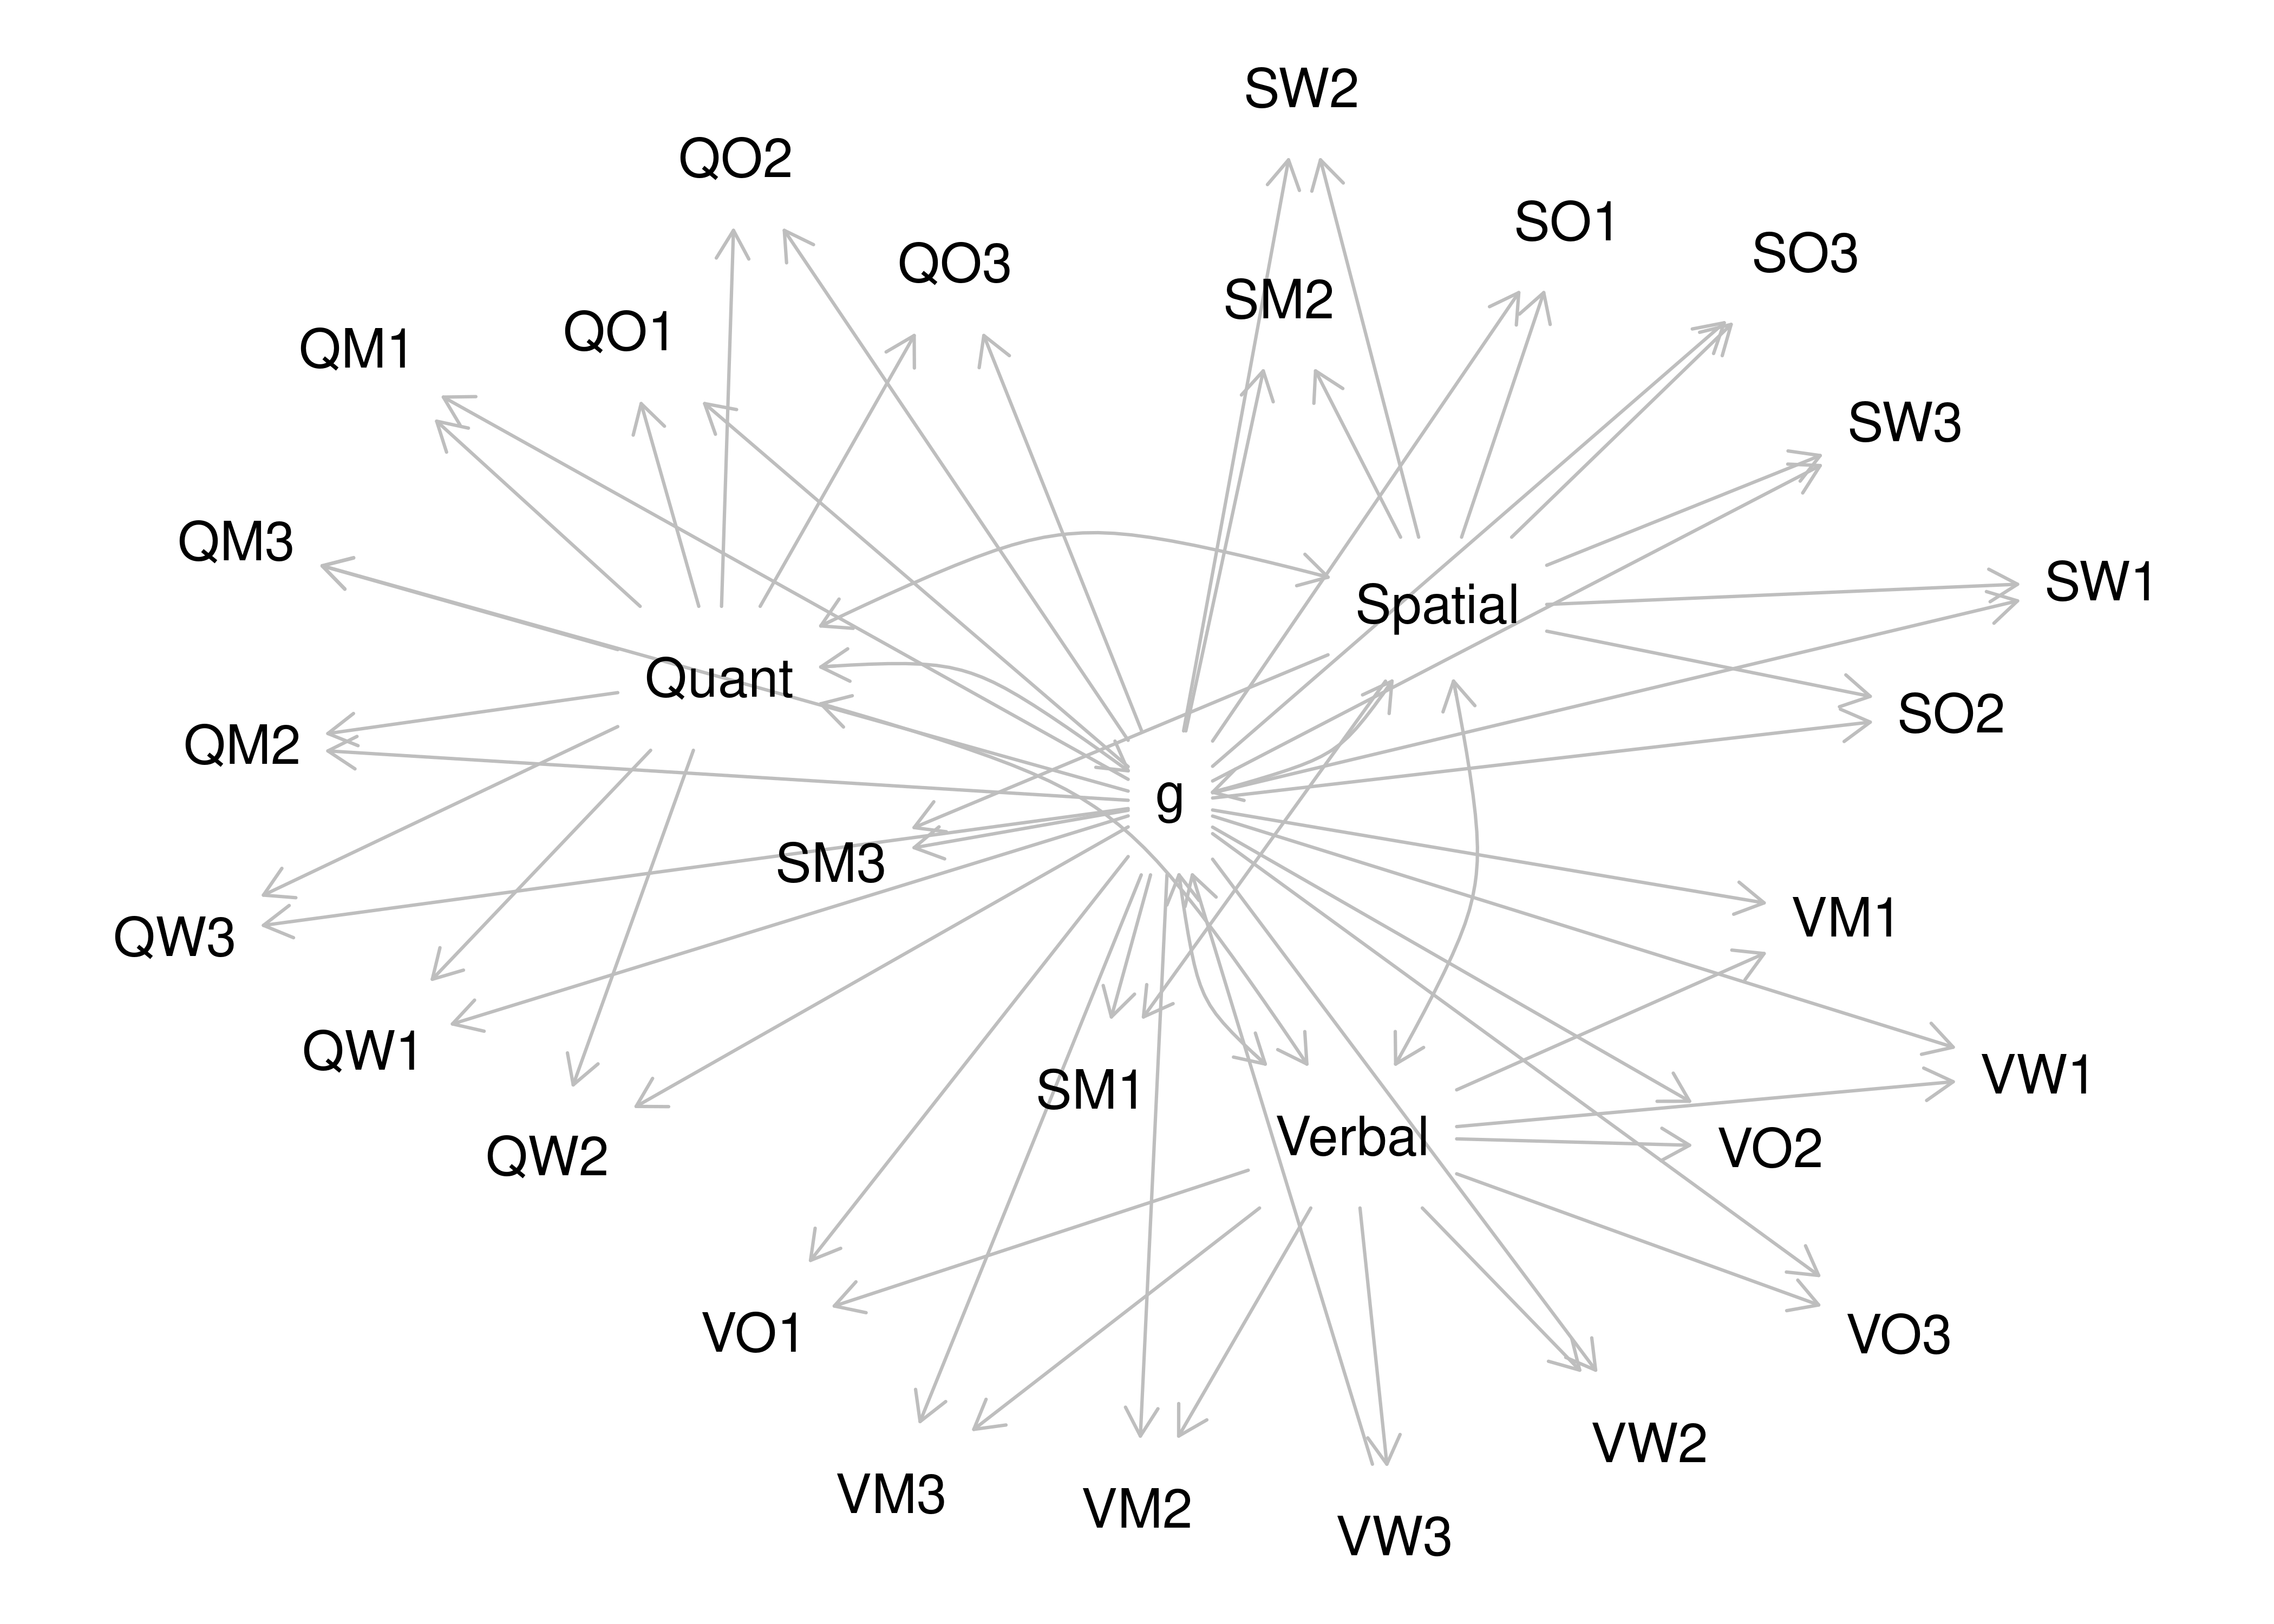 SW2
QO2
SO1
SO3
QO3
SM2
QO1
QM1
SW3
QM3
SW1
Spatial
Quant
SO2
QM2
g
SM3
VM1
QW3
QW1
VW1
SM1
Verbal
VO2
QW2
VO1
VO3
VW2
VM3
VM2
VW3